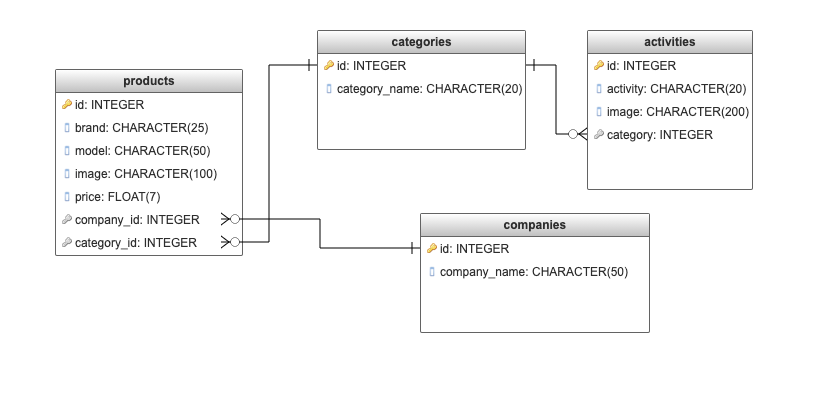 products
id: INTEGER
brand: CHARACTER(25)
model: CHARACTER(50)
image: CHARACTER(100)
price: FLOAT(7)
company_id: INTEGER
category_id: INTEGER
categories
id: INTEGER
category_name: CHARACTER(20)
activities
id: INTEGER
activity: CHARACTER(20)
image: CHARACTER(200)
category: INTEGER
companies
id: INTEGER
company_name: CHARACTER(50)